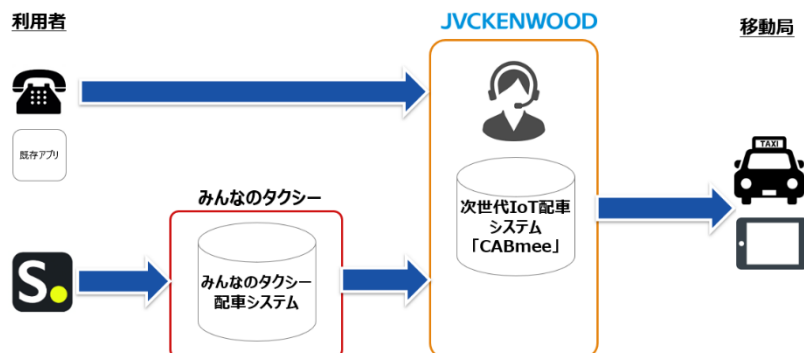 利用者
JVCKENWOOD
移動局
既存アプリ
TAXI
みんなのタクシー
次世代IoT配車
システム
「CABmee」
みんなのタクシー
配車システム
S.